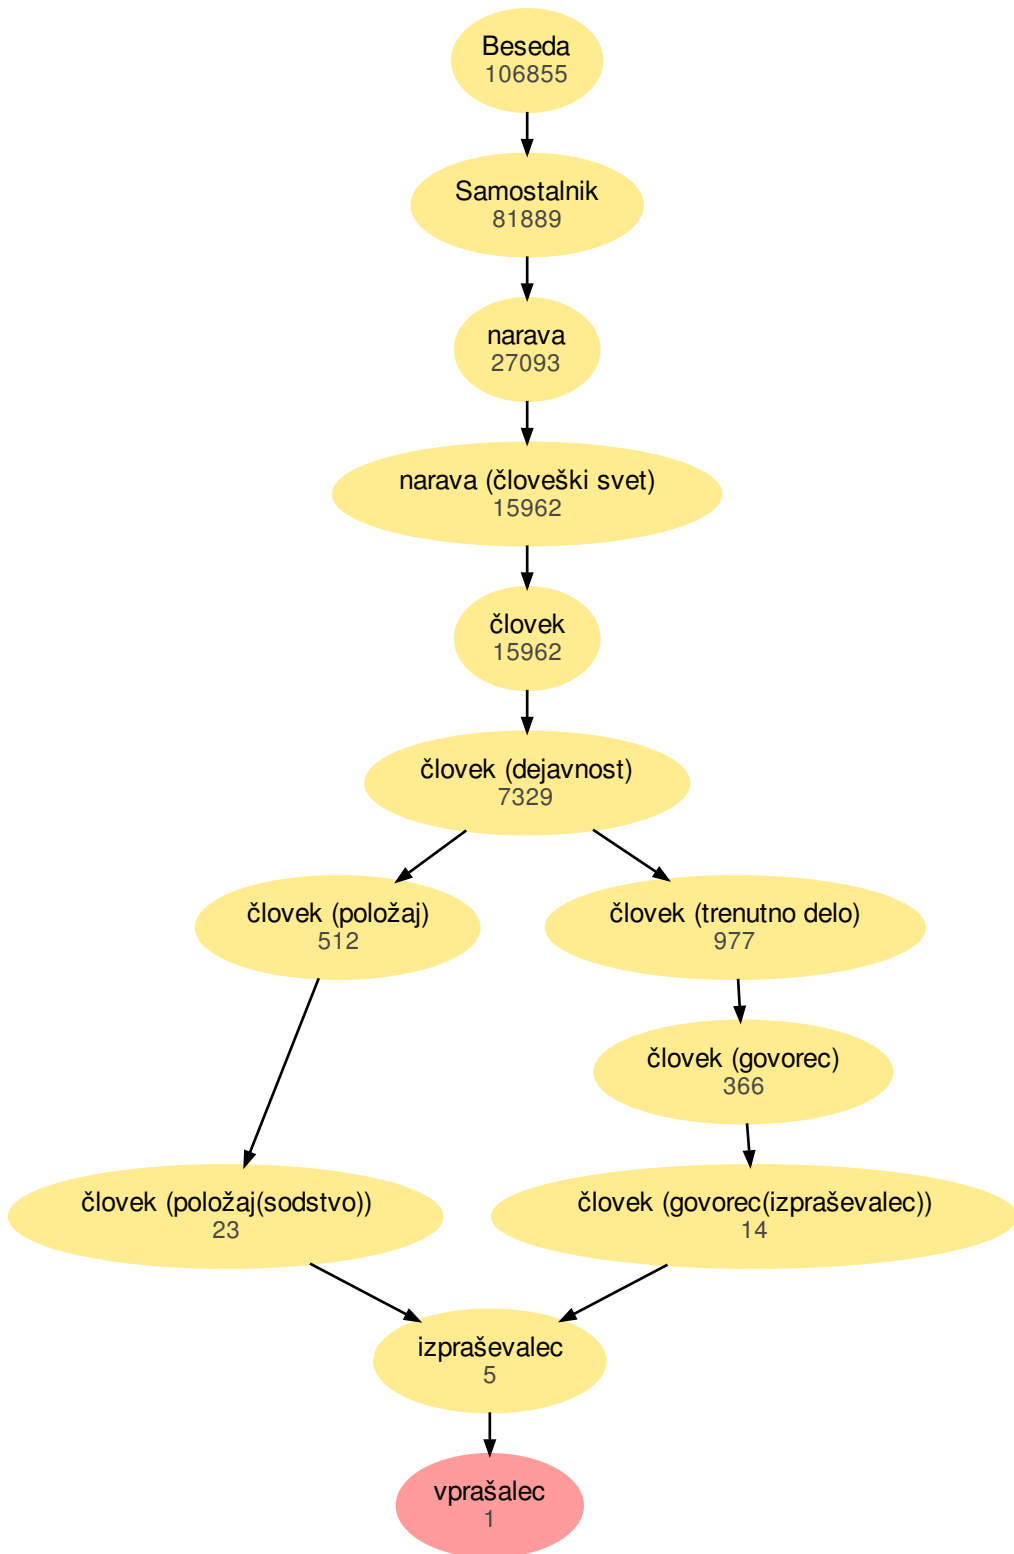 Beseda
106855
Samostalnik
81889
narava
27093
narava (človeški svet)
15962
človek
15962
človek (dejavnost)
7329
človek (položaj)
512
človek (trenutno delo)
977
človek (govorec)
366
človek (položaj(sodstvo))
23
človek (govorec(izpraševalec))
14
izpraševalec
5
vprašalec
1